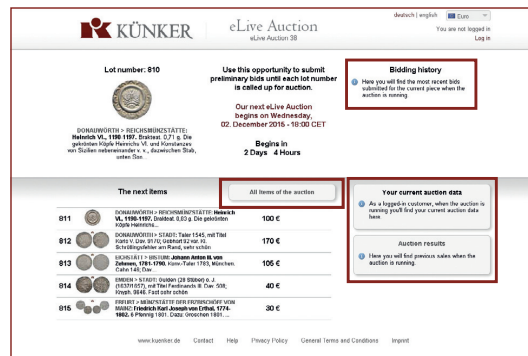 deutsch | english
Euro
KÜNKER
eLive Auction
eLive Auction 38
You are not logged in
Log in
Lot number: 810
DONAUWÖRTH > REICHSMÜNZSTÄTTE:
Heinrich VI., 1190-1197. Brakteat. 0,71 g. Die
gekrönten Köpfe Heinrichs VI. und Konstanzes
von Sizilien nebeneinander v. v., dazwischen Stab,
unten Son...
Use this opportunity to submit
preliminary bids until each lot number
is called up for auction.
Our next eLive Auction
begins on Wednesday,
02. December 2015 - 18:00 CET
Begins in
2 Days 4 Hours
Bidding history
Here you will find the most recent bids
submitted for the current piece when the
auction is running.
The next items
All items of the auction
811
DONAUWÖRTH > REICHSMÜNZSTÄTTE: Heinrich
VI., 1190-1197. Brakteat. 0,83 g. Die gekrönten
Köpfe Heinrichs...
100 €
812
DONAUWÖRTH > STADT: Taler 1545, mit Titel
Karls V. Dav. 9170; Gebhart 92 var. Kl.
Schrötlingsfehler am Rand, sehr schön
170 €
813
EICHSTÄTT > BISTUM: Johann Anton III. von
Zehmen, 1781-1790. Konv.-Taler 1783, München.
Cahn 146; Dav...
105 €
814
EMDEN > STADT: Gulden (28 Stüber) o. J.
(1637/1657), mit Titel Ferdinands III. Dav. 508;
Knyph. 9646. Fast sehr schön
40 €
815
ERFURT > MÜNZSTÄTTE DER ERZBISCHÖFE VON
MAINZ: Friedrich Karl Joseph von Erthal, 1774-
1802. 6 Pfennig 1801. Dazu: Groschen 1801. ...
30 €
Your current auction data
As a logged-in customer, when the auction is
running you'll find your current auction data
here.
Auction results
Here you will find previous sales when the
auction is running.
www.kuenker.de Contact Help Privacy Policy General Terms and Conditions Imprint